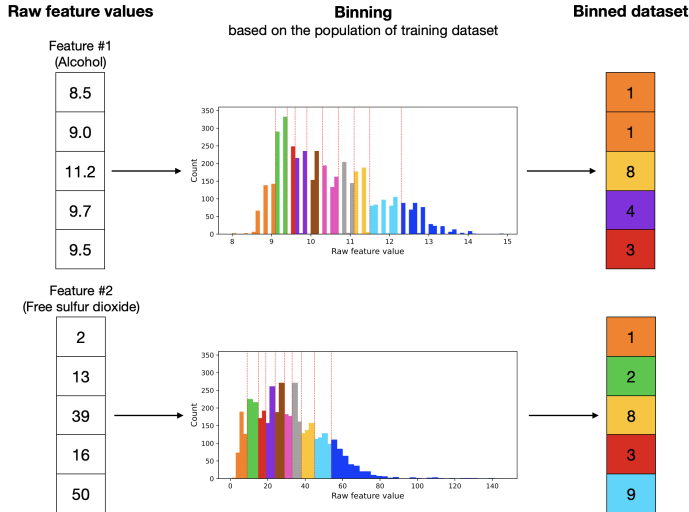 Raw feature values
Binning
Binned dataset
based on the population of training dataset
Feature #1
(Alcohol)
8.5
9.0
11.2
9.7
9.5
350
300
250
200
150
100
50
0
Count
8 9 10 11 12 13 14 15
Raw feature value
1
1
8
4
3
Feature #2
(Free sulfur dioxide)
2
13
39
16
50
350
300
250
200
150
100
50
0
Count
0 20 40 60 80 100 120 140
Raw feature value
1
2
8
3
9